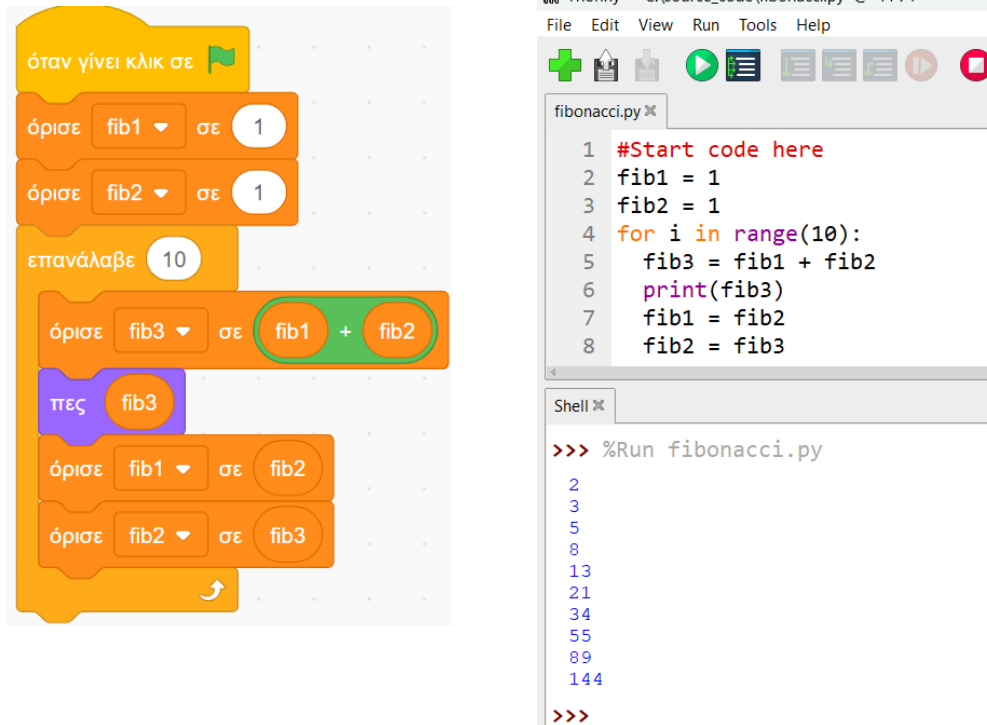 όταν γίνει κλικ σε
όρισε fib1 σε 1
όρισε fib2 σε 1
επανάλαβε 10
όρισε fib3 σε fib1 + fib2
πες fib3
όρισε fib1 σε fib2
όρισε fib2 σε fib3
File Edit View Run Tools Help
fibonacci.py
1 #Start code here
2 fib1 = 1
3 fib2 = 1
4 for i in range(10):
5 fib3 = fib1 + fib2
6 print(fib3)
7 fib1 = fib2
8 fib2 = fib3
Shell
>>> %Run fibonacci.py
2
3
5
8
13
21
34
55
89
144
>>>